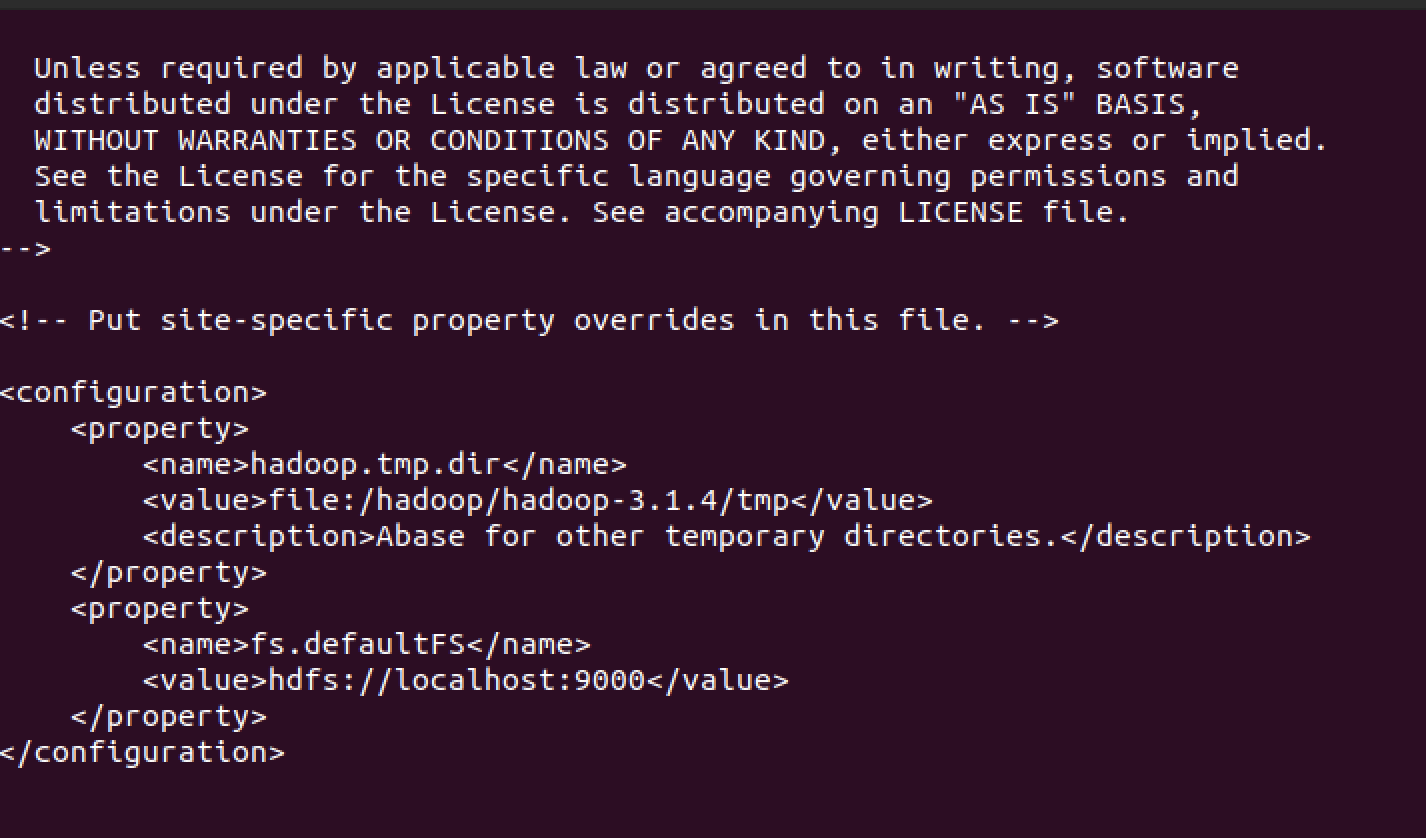 Unless required by applicable law or agreed to in writing, software
distributed under the License is distributed on an "AS IS" BASIS,
WITHOUT WARRANTIES OR CONDITIONS OF ANY KIND, either express or implied.
See the License for the specific language governing permissions and
limitations under the License. See accompanying LICENSE file.
-->
<!-- Put site-specific property overrides in this file. -->
<configuration>
<property>
<name>hadoop.tmp.dir</name>
<value>file:/hadoop/hadoop-3.1.4/tmp</value>
<description>Abase for other temporary directories.</description>
</property>
<property>
<name>fs.defaultFS</name>
<value>hdfs://localhost:9000</value>
</property>
</configuration>